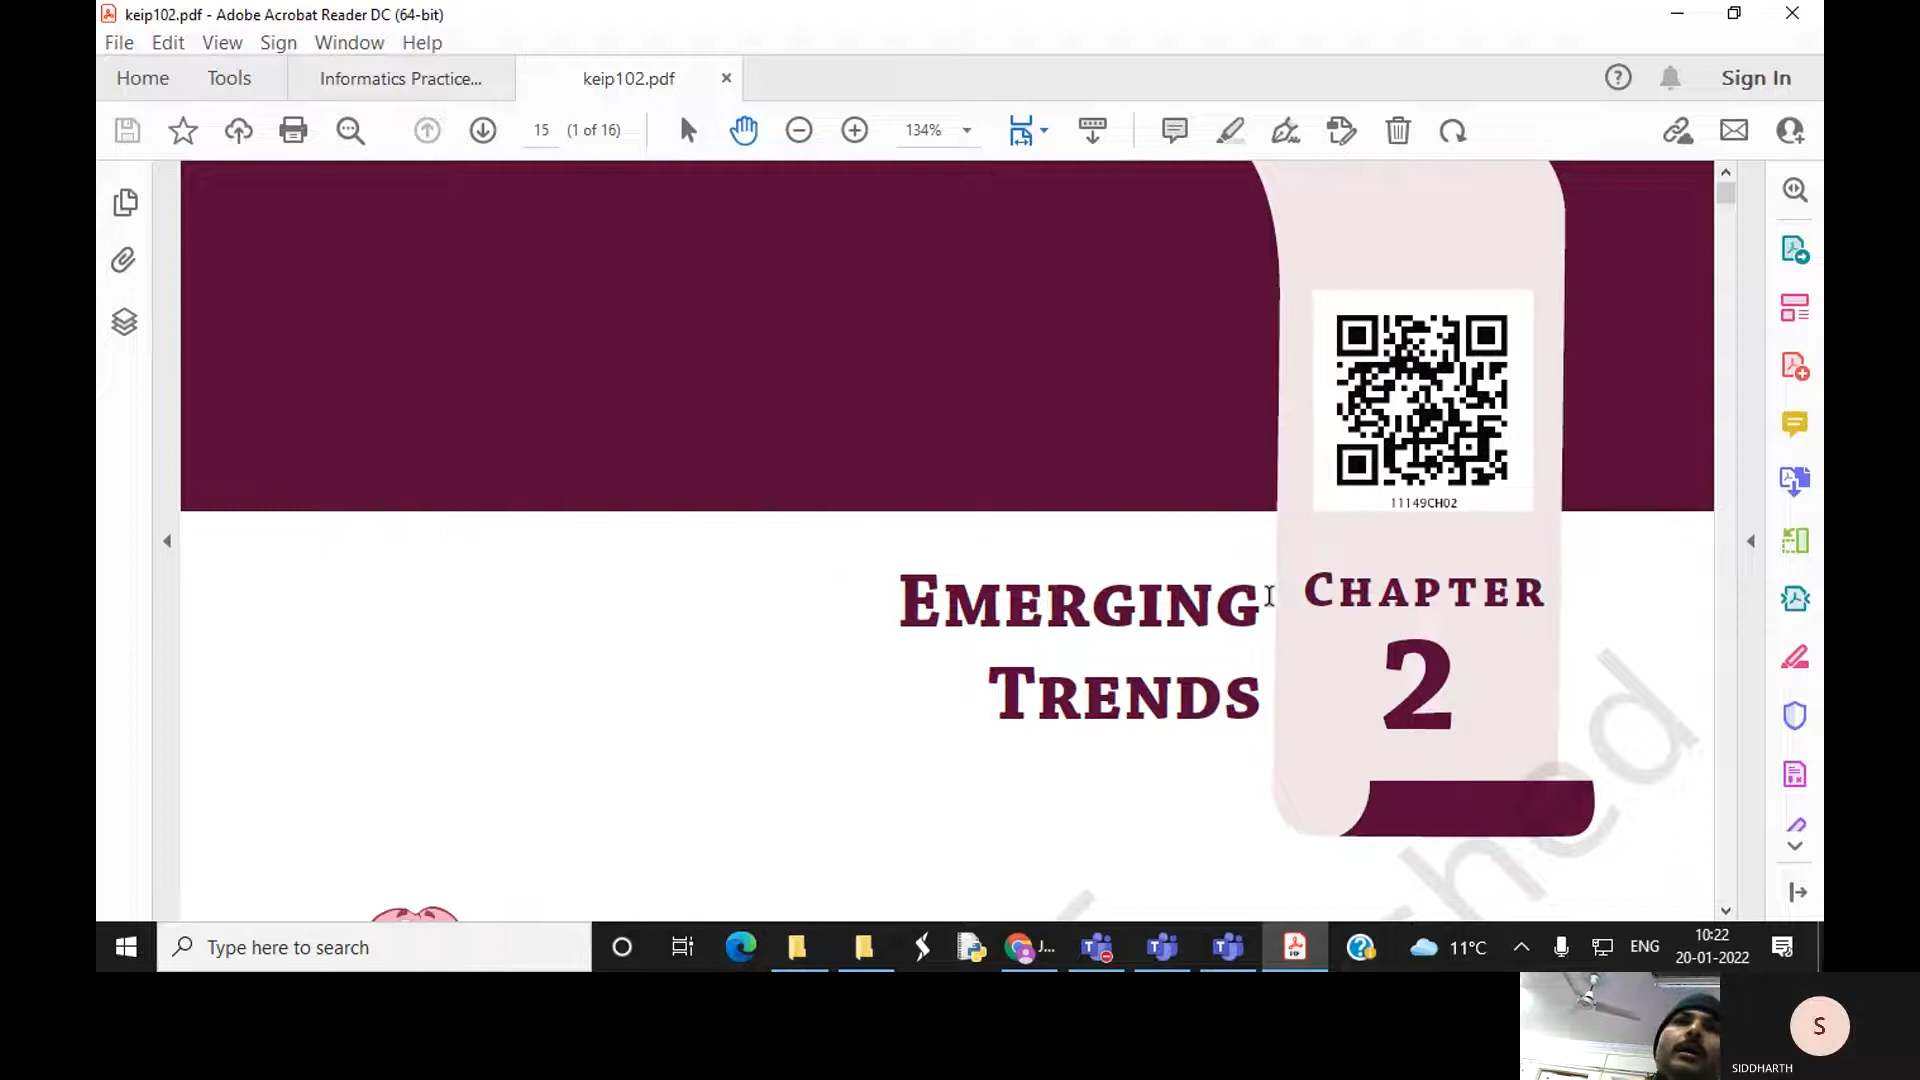 keip102.pdf - Adobe Acrobat Reader DC (64-bit)
File Edit View Sign Window Help
Home Tools Informatics Practice... keip102.pdf × Sign In
15 (1 of 16) 134%
11149CH02
EMERGING
TRENDS
CHAPTER
2
Type here to search
J...
11°C
ENG
10:22
20-01-2022
S
SIDDHARTH